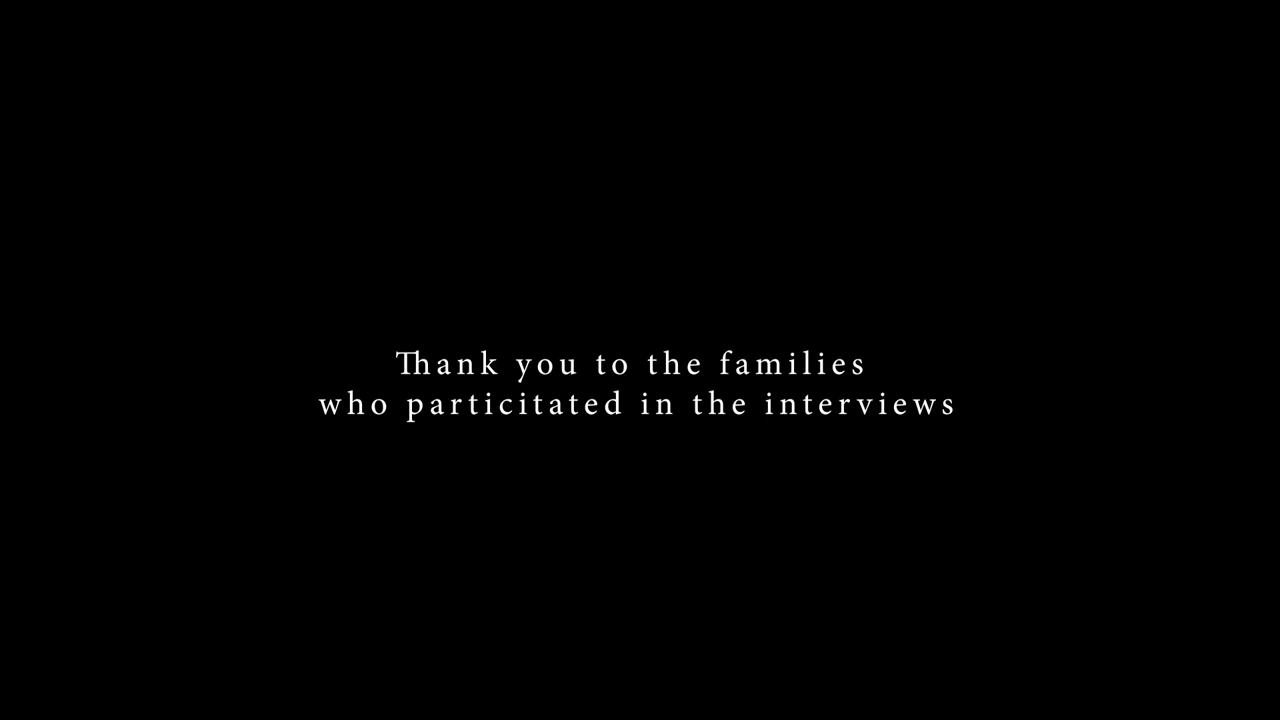 Thank you to the families
who particitated in the interviews